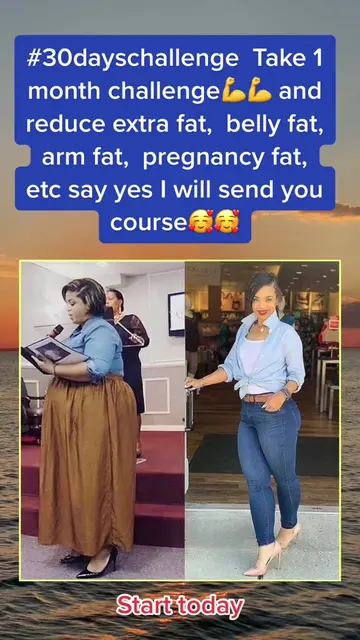 #30dayschallenge  Take 1
month challenge💪💪 and
reduce extra fat,  belly fat,
arm fat,  pregnancy fat,
etc say yes I will send you
course🥰🥰
Start today